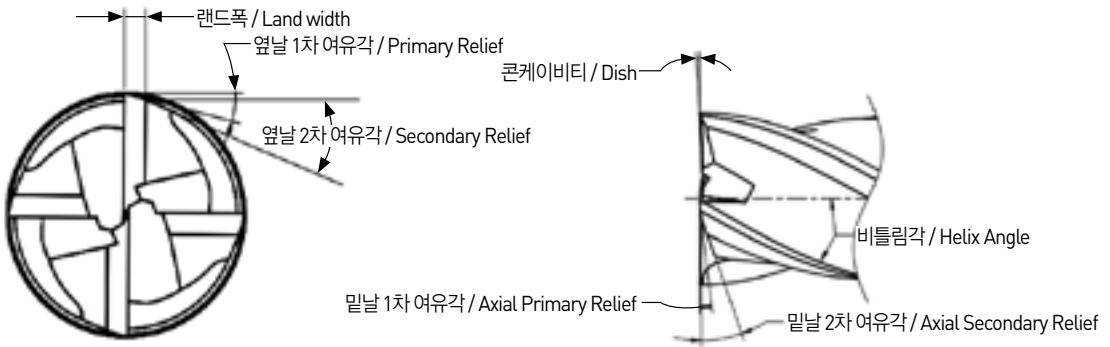 랜드폭 / Land width
옆날 1차 여유각 / Primary Relief
옆날 2차 여유각 / Secondary Relief
콘케이비티 / Dish
비틀림각 / Helix Angle
밑날 1차 여유각 / Axial Primary Relief
밑날 2차 여유각 / Axial Secondary Relief